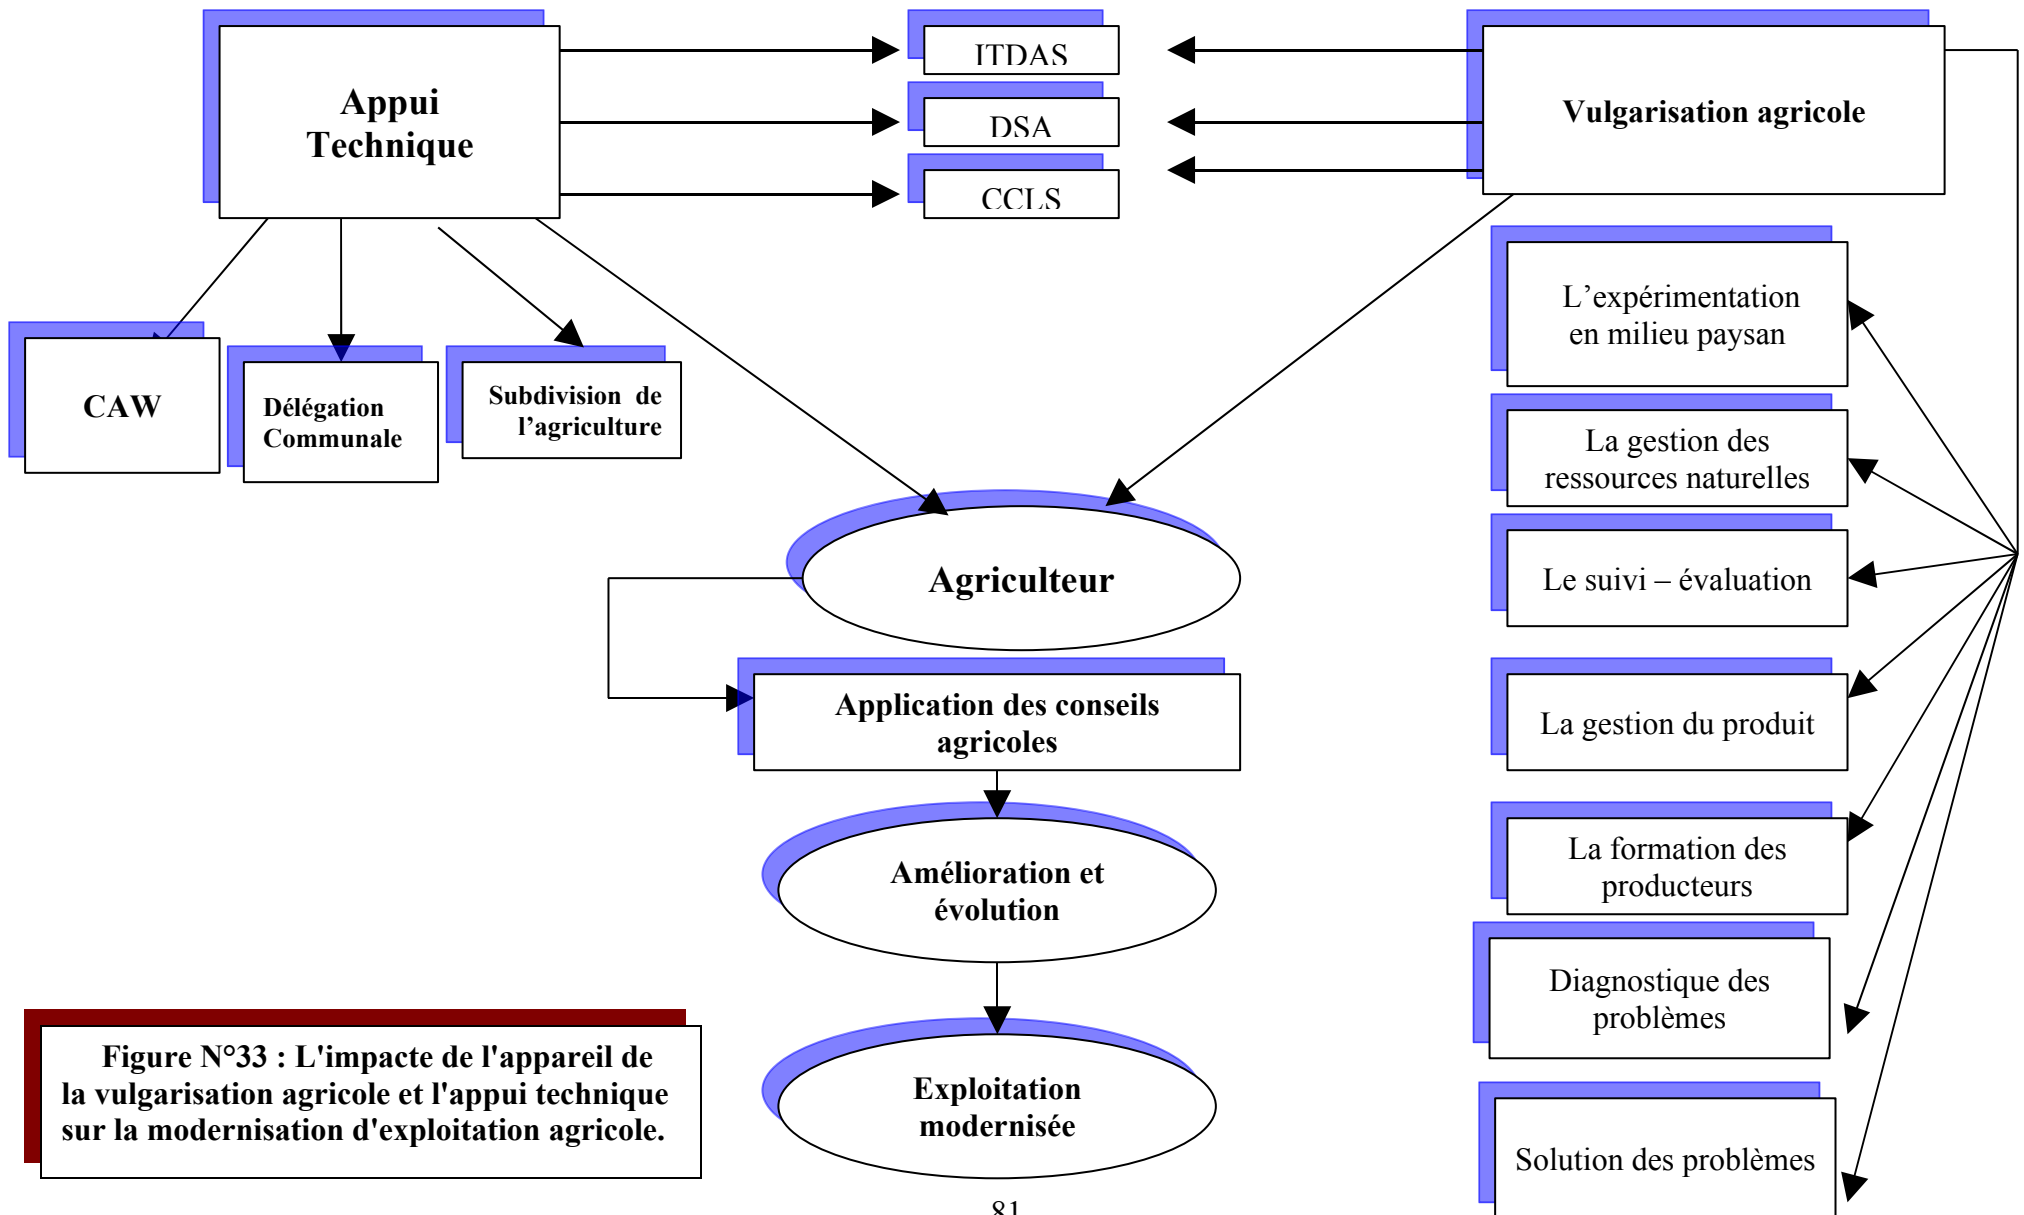 Appui
Technique
ITDAS
DSA
CCLS
Vulgarisation agricole
CAW
Délégation
Communale
Subdivision de
l’agriculture
L’expérimentation
en milieu paysan
La gestion des
ressources naturelles
Le suivi – évaluation
La gestion du produit
La formation des
producteurs
Diagnostique des
problèmes
Solution des problèmes
Agriculteur
Application des conseils
agricoles
Amélioration et
évolution
Exploitation
modernisée
Figure N°33 : L'impacte de l'appareil de
la vulgarisation agricole et l'appui technique
sur la modernisation d'exploitation agricole.
81